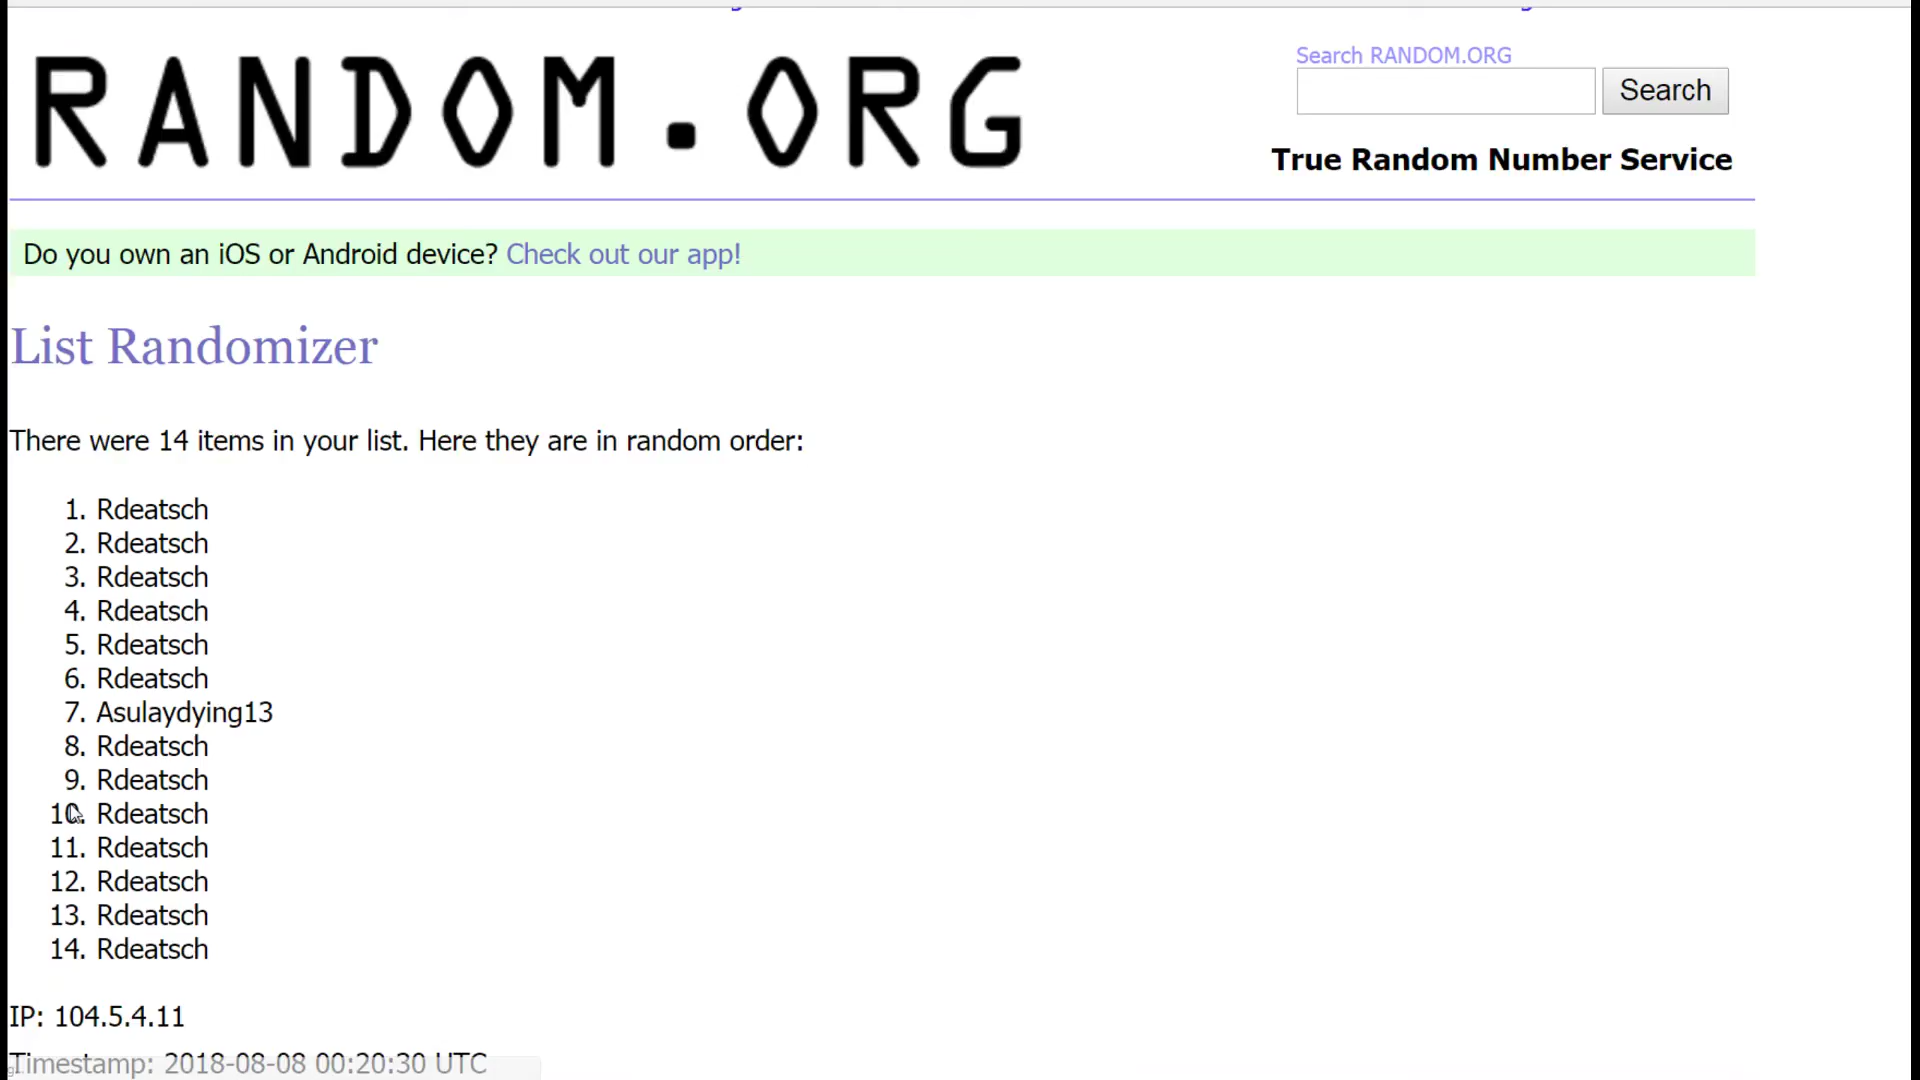 RANDOM.ORG
Search RANDOM.ORG
Search
True Random Number Service
Do you own an iOS or Android device? Check out our app!
List Randomizer
There were 14 items in your list. Here they are in random order:
1. Rdeatsch
2. Rdeatsch
3. Rdeatsch
4. Rdeatsch
5. Rdeatsch
6. Rdeatsch
7. Asulaydying13
8. Rdeatsch
9. Rdeatsch
10. Rdeatsch
11. Rdeatsch
12. Rdeatsch
13. Rdeatsch
14. Rdeatsch
IP: 104.5.4.11
Timestamp: 2018-08-08 00:20:30 UTC